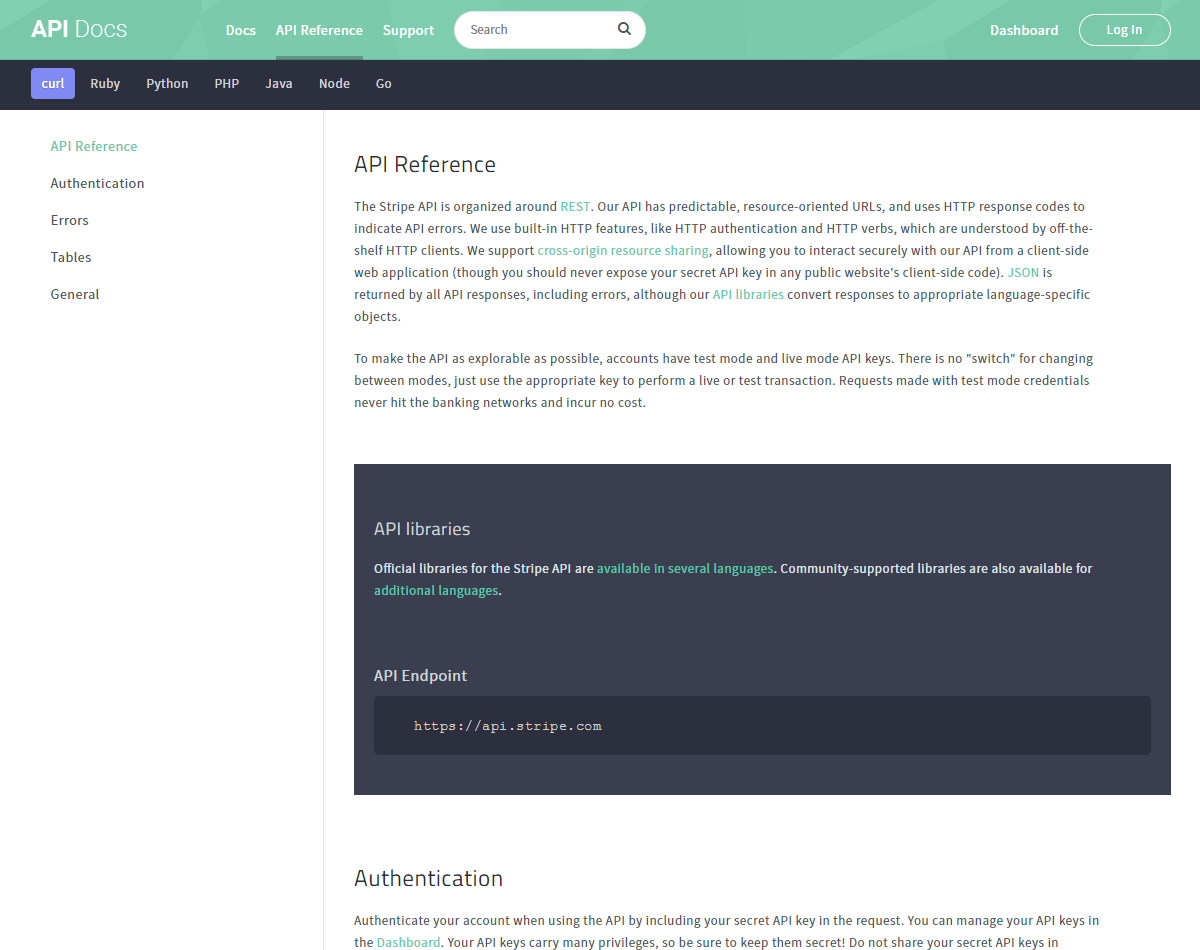 API Docs
Docs API Reference Support Search Dashboard Log In
curl Ruby Python PHP Java Node Go
API Reference
Authentication
Errors
Tables
General
API Reference
The Stripe API is organized around REST. Our API has predictable, resource-oriented URLs, and uses HTTP response codes to
indicate API errors. We use built-in HTTP features, like HTTP authentication and HTTP verbs, which are understood by off-the-
shelf HTTP clients. We support cross-origin resource sharing, allowing you to interact securely with our API from a client-side
web application (though you should never expose your secret API key in any public website's client-side code). JSON is
returned by all API responses, including errors, although our API libraries convert responses to appropriate language-specific
objects.
To make the API as explorable as possible, accounts have test mode and live mode API keys. There is no "switch" for changing
between modes, just use the appropriate key to perform a live or test transaction. Requests made with test mode credentials
never hit the banking networks and incur no cost.
API libraries
Official libraries for the Stripe API are available in several languages. Community-supported libraries are also available for
additional languages.
API Endpoint
https://api.stripe.com
Authentication
Authenticate your account when using the API by including your secret API key in the request. You can manage your API keys in
the Dashboard. Your API keys carry many privileges, so be sure to keep them secret! Do not share your secret API keys in